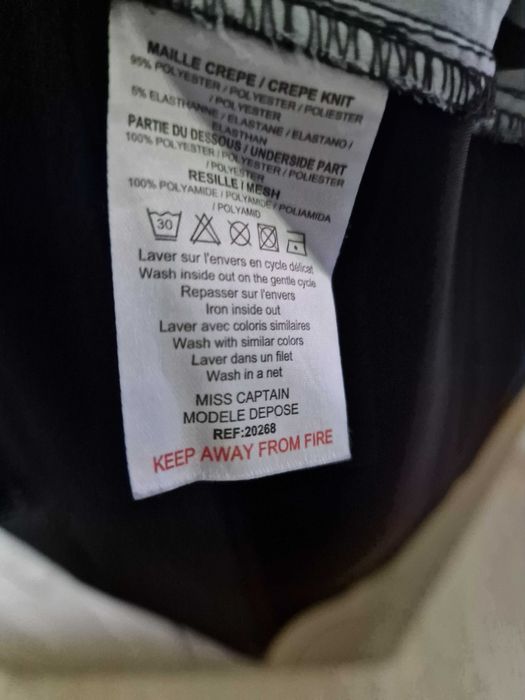 MAILLE CREPE / CREPE KNIT
95% POLYESTER / POLYESTER / POLIESTER
/ POLYESTER
5% ELASTHANNE / ELASTANE / ELASTANO /
ELASTHAN
PARTIE DU DESSOUS / UNDERSIDE PART
100% POLYESTER / POLYESTER / POLIESTER
/ POLYESTER
RESILLE / MESH
100% POLYAMIDE / POLYAMIDE / POLIAMIDA
/ POLYAMID
30
Laver sur l'envers en cycle délicat
Wash inside out on the gentle cycle
Repasser sur l'envers
Iron inside out
Laver avec coloris similaires
Wash with similar colors
Laver dans un filet
Wash in a net
MISS CAPTAIN
MODELE DEPOSE
REF:20268
KEEP AWAY FROM FIRE